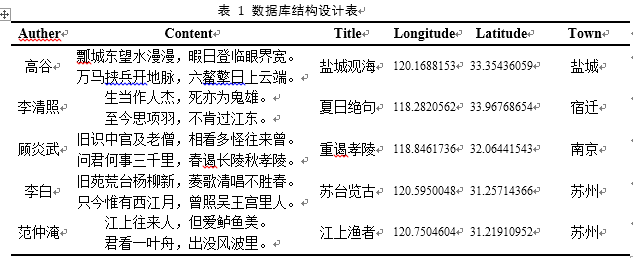 表 1 数据库结构设计表
Auther Content Title Longitude Latitude Town
高谷 瓢城东望水漫漫，暇日登临眼界宽。 盐城观海 120.1688153 33.35436059 盐城
万马挟兵开地脉，六鳌擎日上云端。
李清照 生当作人杰，死亦为鬼雄。 夏日绝句 118.2820562 33.96768654 宿迁
至今思项羽，不肯过江东。
顾炎武 旧识中官及老僧，相看多怪往来曾。 重谒孝陵 118.8461736 32.06441543 南京
问君何事三千里，春谒长陵秋孝陵。
李白 旧苑荒台杨柳新，菱歌清唱不胜春。 苏台览古 120.5950048 31.25714366 苏州
只今惟有西江月，曾照吴王宫里人。
范仲淹 江上往来人，但爱鲈鱼美。 江上渔者 120.7504604 31.21910952 苏州
君看一叶舟，出没风波里。